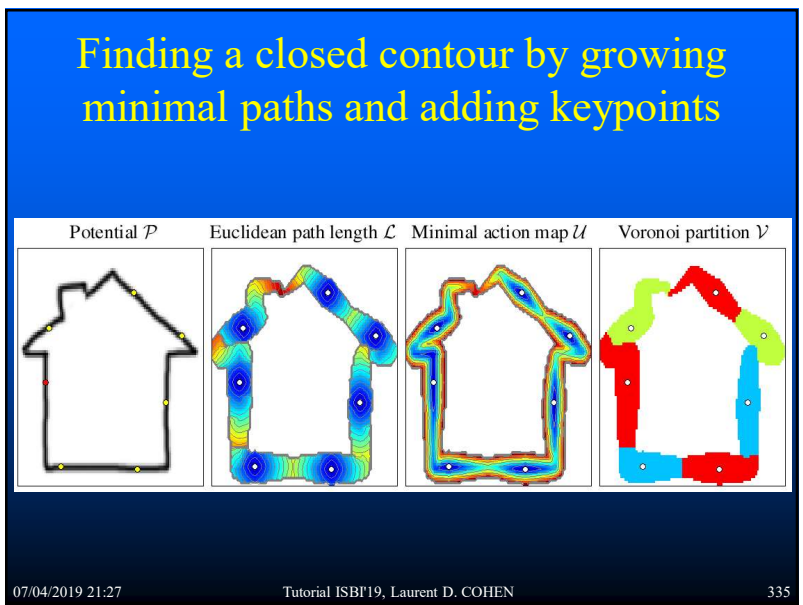 Finding a closed contour by growing
minimal paths and adding keypoints
Potential 𝒫
Euclidean path length ℒ
Minimal action map 𝒰
Voronoi partition 𝒱
07/04/2019 21:27
Tutorial ISBI'19, Laurent D. COHEN
335